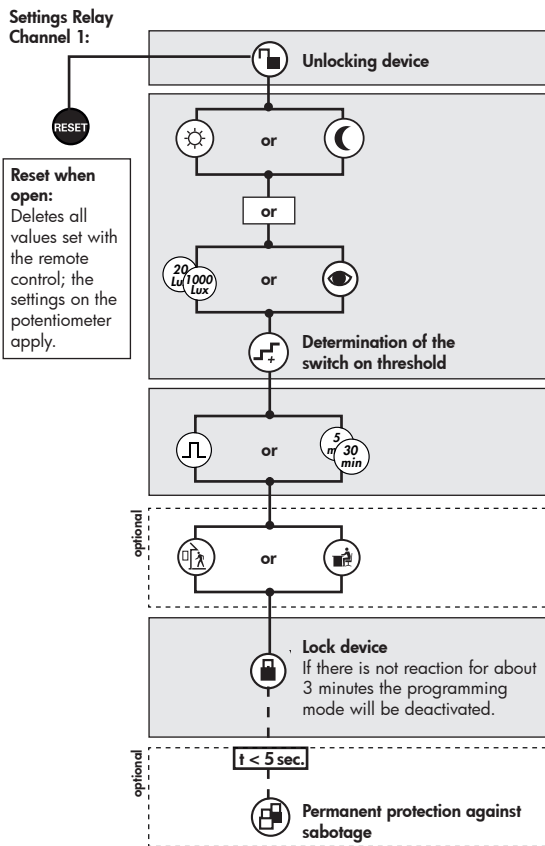 Settings Relay
Channel 1:
Unlocking device
RESET
or
Reset when
open:
Deletes all
values set with
the remote
control; the
settings on the
potentiometer
apply.
or
20
Lu
1000
Lux
or
Determination of the
switch on threshold
+
or
5
m
30
min
optional
or
Lock device
If there is not reaction for about
3 minutes the programming
mode will be deactivated.
optional
t < 5 sec.
Permanent protection against
sabotage